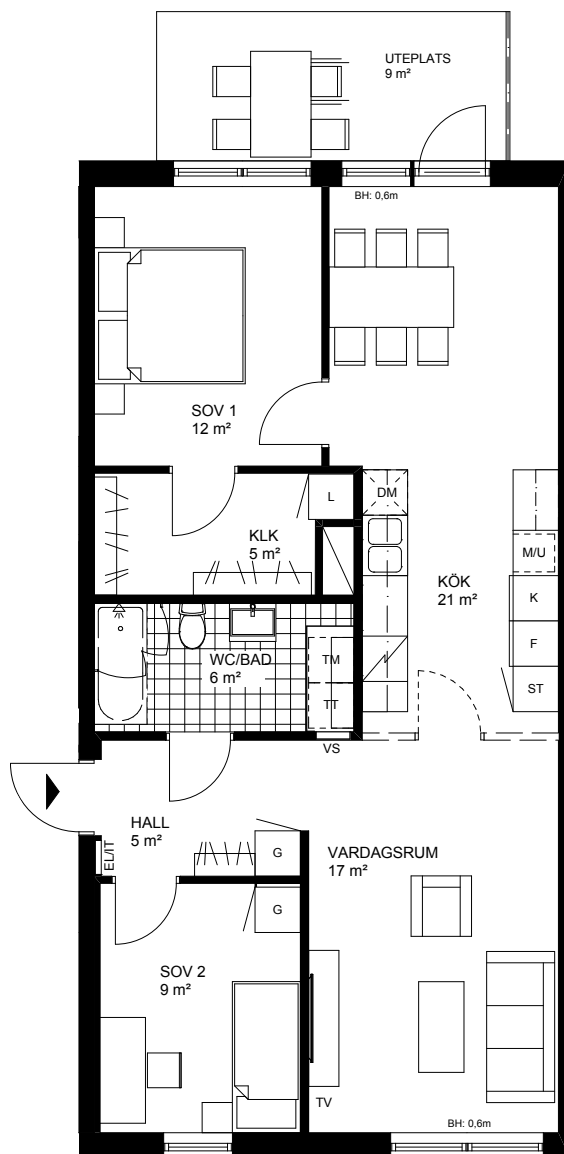 UTEPLATS
9 m²
BH: 0,6m
SOV 1
12 m²
L
DM
KLK
5 m²
M/U
KÖK
21 m²
K
F
ST
WC/BAD
6 m²
TM
TT
VS
HALL
5 m²
EL/IT
G
VARDAGSRUM
17 m²
G
SOV 2
9 m²
TV
BH: 0,6m